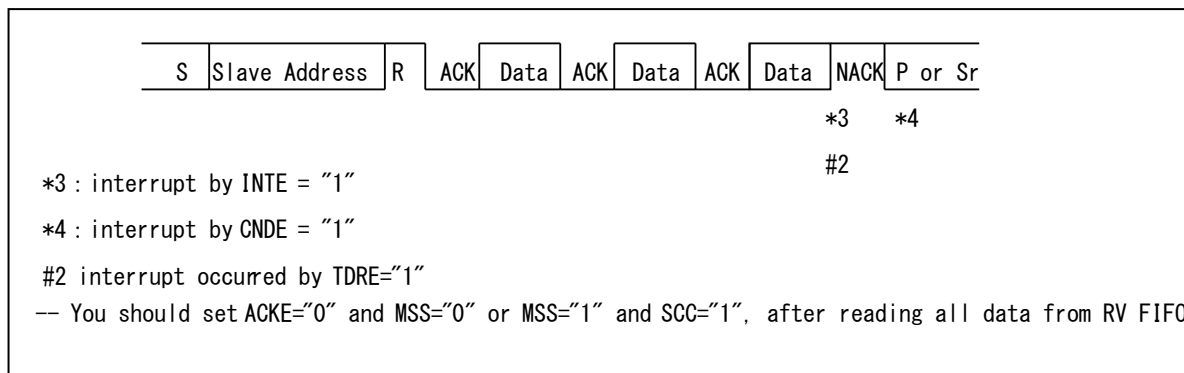 S Slave Address R ACK Data ACK Data ACK Data NACK P or Sr
*3 *4
#2
*3 : interrupt by INTE = "1"
*4 : interrupt by CNDE = "1"
#2 interrupt occurred by TDRE="1"
-- You should set ACKE="0" and MSS="0" or MSS="1" and SCC="1", after reading all data from RV FIFO